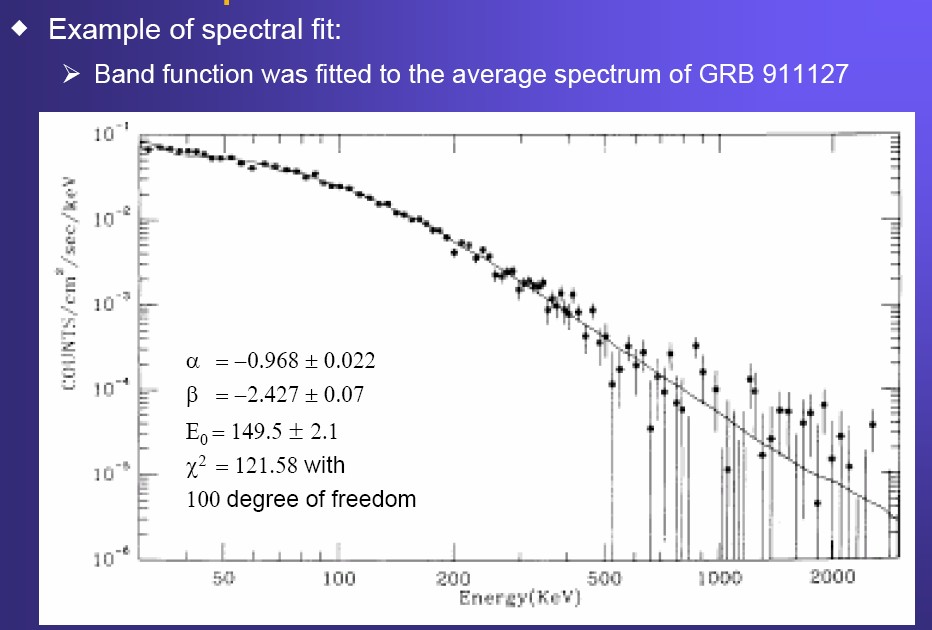 Example of spectral fit:
Band function was fitted to the average spectrum of GRB 911127
10⁻¹
10⁻²
10⁻³
10⁻⁴
10⁻⁵
10⁻⁶
COUNTS/cm²/sec/keV
α = −0.968 ± 0.022
β = −2.427 ± 0.07
E₀ = 149.5 ± 2.1
χ² = 121.58 with
100 degree of freedom
50 100 200 500 1000 2000
Energy(KeV)